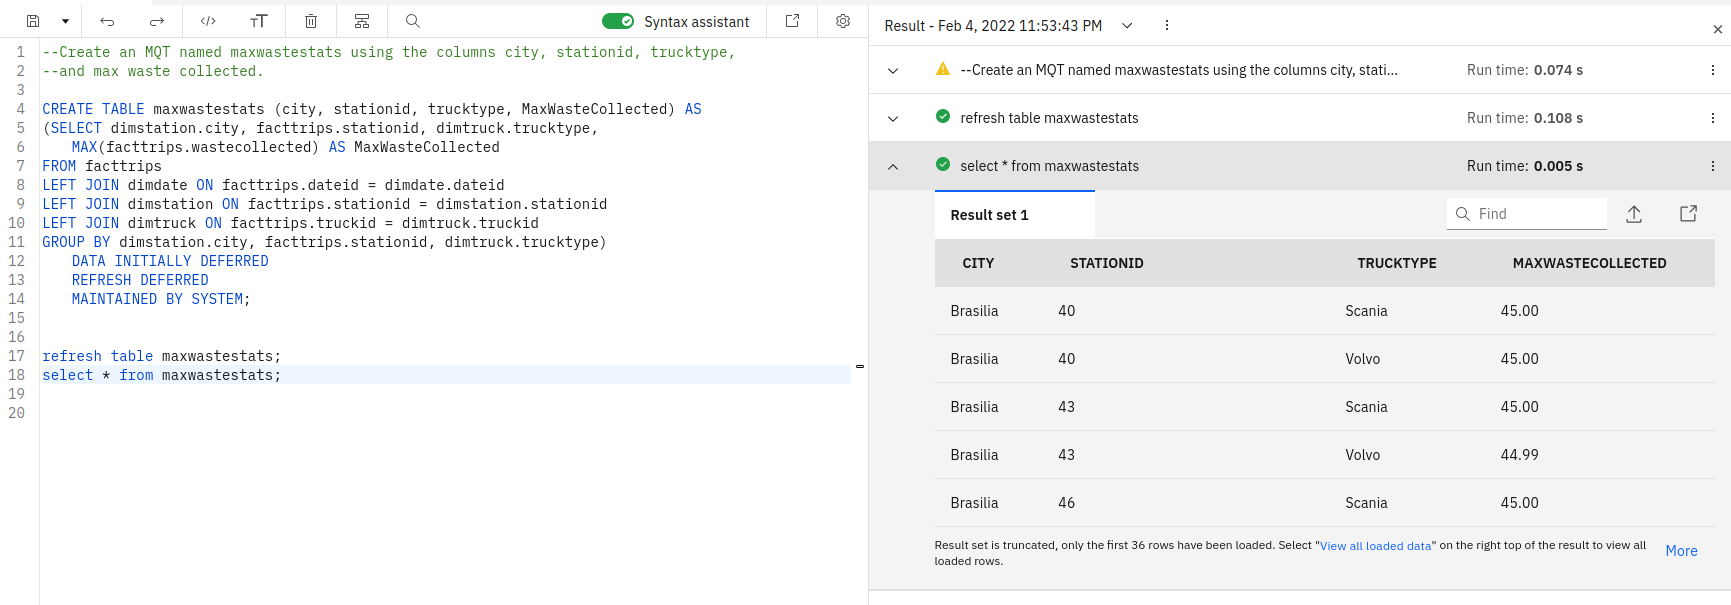 </> TT Syntax assistant
1 --Create an MQT named maxwastestats using the columns city, stationid, trucktype,
2 --and max waste collected.
3
4 CREATE TABLE maxwastestats (city, stationid, trucktype, MaxWasteCollected) AS
5 (SELECT dimstation.city, facttrips.stationid, dimtruck.trucktype,
6 MAX(facttrips.wastecollected) AS MaxWasteCollected
7 FROM facttrips
8 LEFT JOIN dimdate ON facttrips.dateid = dimdate.dateid
9 LEFT JOIN dimstation ON facttrips.stationid = dimstation.stationid
10 LEFT JOIN dimtruck ON facttrips.truckid = dimtruck.truckid
11 GROUP BY dimstation.city, facttrips.stationid, dimtruck.trucktype)
12 DATA INITIALLY DEFERRED
13 REFRESH DEFERRED
14 MAINTAINED BY SYSTEM;
15
16
17 refresh table maxwastestats;
18 select * from maxwastestats;
19
20
Result - Feb 4, 2022 11:53:43 PM
--Create an MQT named maxwastestats using the columns city, stati... Run time: 0.074 s
refresh table maxwastestats Run time: 0.108 s
select * from maxwastestats Run time: 0.005 s
Result set 1 Find
CITY STATIONID TRUCKTYPE MAXWASTECOLLECTED
Brasilia 40 Scania 45.00
Brasilia 40 Volvo 45.00
Brasilia 43 Scania 45.00
Brasilia 43 Volvo 44.99
Brasilia 46 Scania 45.00
Result set is truncated, only the first 36 rows have been loaded. Select "View all loaded data" on the right top of the result to view all
loaded rows.
More